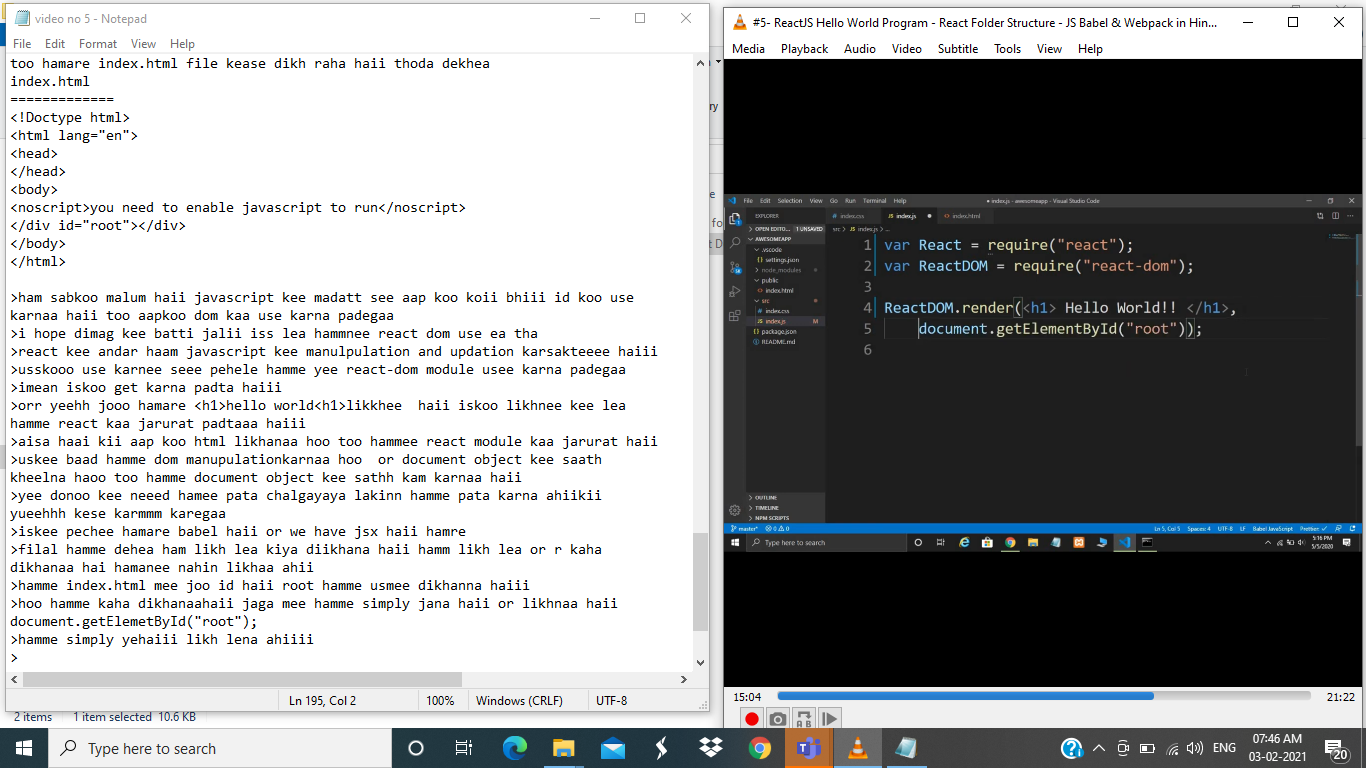 video no 5 - Notepad
File Edit Format View Help
too hamare index.html file kease dikh raha haii thoda dekhea
index.html
=============
<!Doctype html>
<html lang="en">
<head>
</head>
<body>
<noscript>you need to enable javascript to run</noscript>
</div id="root"></div>
</body>
</html>
>ham sabkoo malum haii javascript kee madatt see aap koo koii bhiii id koo use
karnaa haii too aapkoo dom kaa use karna padegaa
>i hope dimag kee batti jalii iss lea hammnee react dom use ea tha
>react kee andar haam javascript kee manulpulation and updation karsakteeee haiii
>usskooo use karnee seee pehele hamme yee react-dom module usee karna padegaa
>imean iskoo get karna padta haiii
>orr yeehh jooo hamare <h1>hello world<h1>likkhee  haii iskoo likhnee kee lea
hamme react kaa jarurat padtaaa haiii
>aisa haai kii aap koo html likhanaa hoo too hammee react module kaa jarurat haii
>uskee baad hamme dom manupulationkarnaa hoo  or document object kee saath
kheelna haoo too hamme document object kee sathh kam karnaa haii
>yee donoo kee neeed hamee pata chalgayaya lakinn hamme pata karna ahiikii
yueehhh kese karmmm karegaa
>iskee pechee hamare babel haii or we have jsx haii hamre
>filal hamme dehea ham likh lea kiya diikhana haii hamm likh lea or r kaha
dikhanaa hai hamanee nahin likhaa ahii
>hamme index.html mee joo id haii root hamme usmee dikhanna haiii
>hoo hamme kaha dikhanaahaii jaga mee hamme simply jana haii or likhnaa haii
document.getElemetById("root");
>hamme simply yehaiii likh lena ahiiii
>
Ln 195, Col 2 100% Windows (CRLF) UTF-8
2 items 1 item selected 10.6 KB
#5- ReactJS Hello World Program - React Folder Structure - JS Babel & Webpack in Hin...
Media Playback Audio Video Subtitle Tools View Help
File Edit Selection View Go Run Terminal Help
● index.js - awesomeapp - Visual Studio Code
EXPLORER
OPEN EDITO... 1 UNSAVED
AWESOMEAPP
.vscode
settings.json
node_modules
public
index.html
src
index.css
index.js M
package.json
README.md
OUTLINE
TIMELINE
NPM SCRIPTS
index.css index.js index.html
src > JS index.js > ...
1 var React = require("react");
2 var ReactDOM = require("react-dom");
3
4 ReactDOM.render(<h1> Hello World!! </h1>,
5 document.getElementById("root"));
6
master* 0 0 Ln 5, Col 5 Spaces: 4 UTF-8 LF Babel JavaScript Prettier
Type here to search
5:16 PM
5/5/2020
15:04 21:22
Type here to search
ENG
07:46 AM
03-02-2021
20